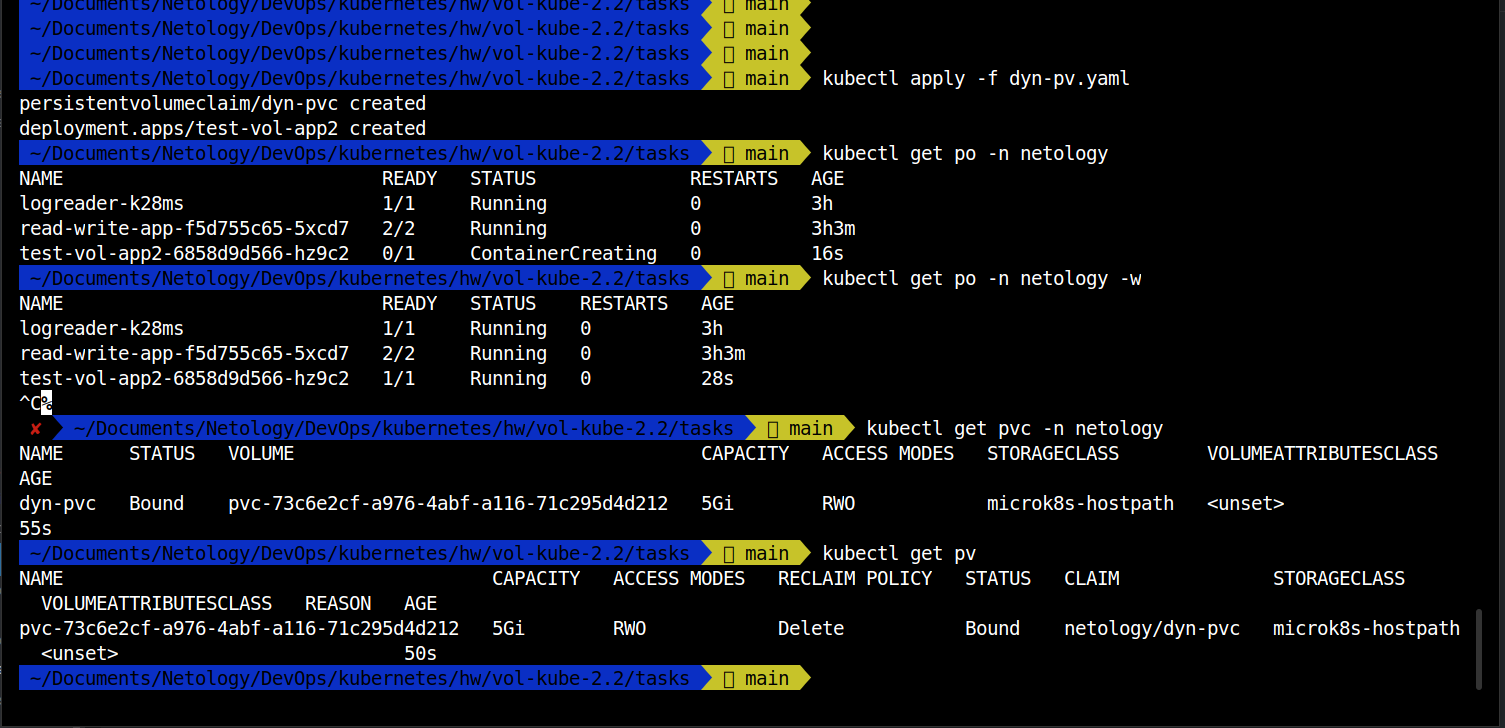 ~/Documents/Netology/DevOps/kubernetes/hw/vol-kube-2.2/tasks main
~/Documents/Netology/DevOps/kubernetes/hw/vol-kube-2.2/tasks main
~/Documents/Netology/DevOps/kubernetes/hw/vol-kube-2.2/tasks main
~/Documents/Netology/DevOps/kubernetes/hw/vol-kube-2.2/tasks main kubectl apply -f dyn-pv.yaml
persistentvolumeclaim/dyn-pvc created
deployment.apps/test-vol-app2 created
~/Documents/Netology/DevOps/kubernetes/hw/vol-kube-2.2/tasks main kubectl get po -n netology
NAME READY STATUS RESTARTS AGE
logreader-k28ms 1/1 Running 0 3h
read-write-app-f5d755c65-5xcd7 2/2 Running 0 3h3m
test-vol-app2-6858d9d566-hz9c2 0/1 ContainerCreating 0 16s
~/Documents/Netology/DevOps/kubernetes/hw/vol-kube-2.2/tasks main kubectl get po -n netology -w
NAME READY STATUS RESTARTS AGE
logreader-k28ms 1/1 Running 0 3h
read-write-app-f5d755c65-5xcd7 2/2 Running 0 3h3m
test-vol-app2-6858d9d566-hz9c2 1/1 Running 0 28s
^C%
✘ ~/Documents/Netology/DevOps/kubernetes/hw/vol-kube-2.2/tasks main kubectl get pvc -n netology
NAME STATUS VOLUME CAPACITY ACCESS MODES STORAGECLASS VOLUMEATTRIBUTESCLASS
AGE
dyn-pvc Bound pvc-73c6e2cf-a976-4abf-a116-71c295d4d212 5Gi RWO microk8s-hostpath <unset>
55s
~/Documents/Netology/DevOps/kubernetes/hw/vol-kube-2.2/tasks main kubectl get pv
NAME CAPACITY ACCESS MODES RECLAIM POLICY STATUS CLAIM STORAGECLASS
VOLUMEATTRIBUTESCLASS REASON AGE
pvc-73c6e2cf-a976-4abf-a116-71c295d4d212 5Gi RWO Delete Bound netology/dyn-pvc microk8s-hostpath
<unset> 50s
~/Documents/Netology/DevOps/kubernetes/hw/vol-kube-2.2/tasks main